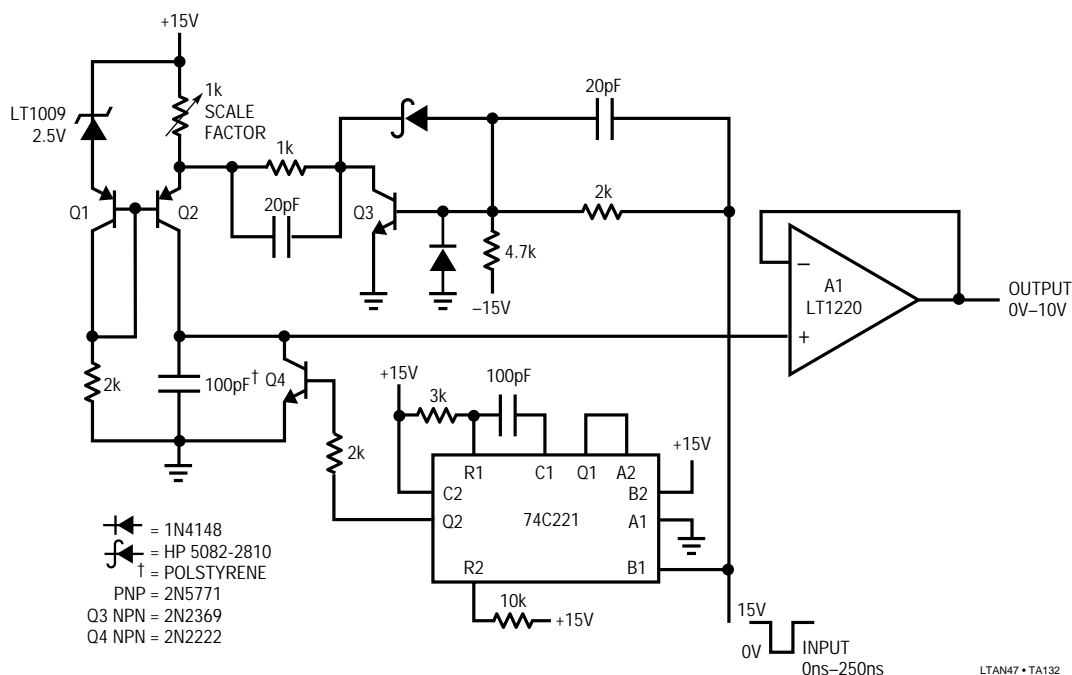 +15V
LT1009
2.5V
1k
SCALE
FACTOR
20pF
1k
20pF
2k
Q1
Q2
Q3
4.7k
–15V
–
A1
LT1220
+
OUTPUT
0V–10V
2k
100pF†
Q4
+15V
3k
100pF
2k
R1
C1
Q1
A2
+15V
C2
B2
Q2
74C221
A1
R2
B1
10k
+15V
15V
0V
INPUT
0ns–250ns
= 1N4148
= HP 5082-2810
† = POLSTYRENE
PNP = 2N5771
Q3 NPN = 2N2369
Q4 NPN = 2N2222
LTAN47 • TA132